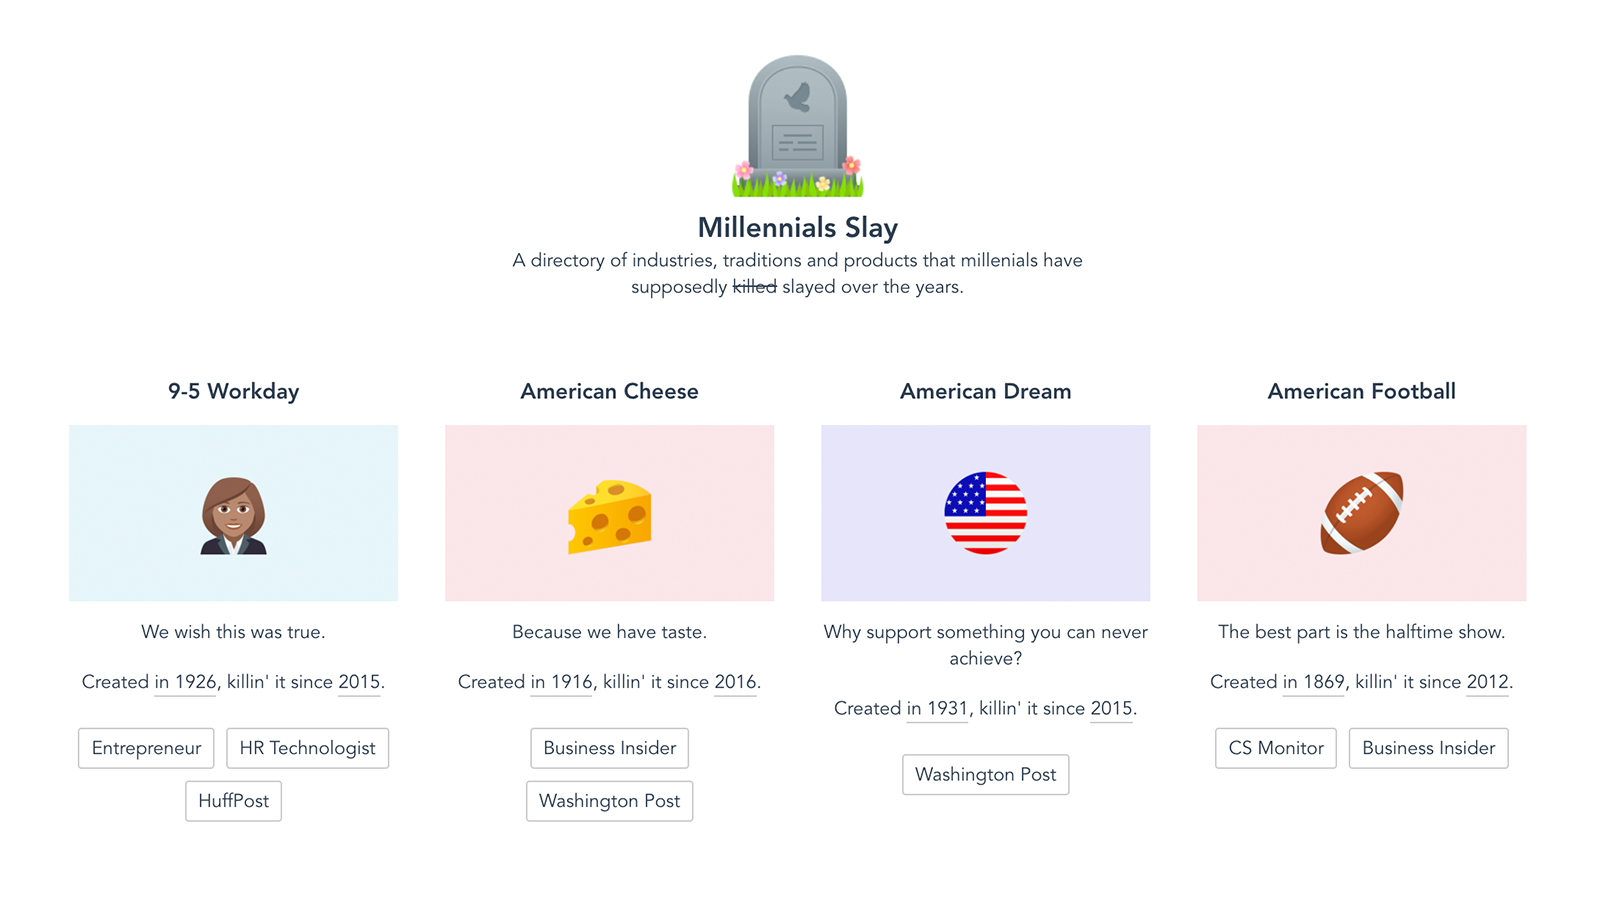 Millennials Slay
A directory of industries, traditions and products that millenials have
supposedly killed slayed over the years.
9-5 Workday
We wish this was true.
Created in 1926, killin' it since 2015.
Entrepreneur
HR Technologist
HuffPost
American Cheese
Because we have taste.
Created in 1916, killin' it since 2016.
Business Insider
Washington Post
American Dream
Why support something you can never
achieve?
Created in 1931, killin' it since 2015.
Washington Post
American Football
The best part is the halftime show.
Created in 1869, killin' it since 2012.
CS Monitor
Business Insider